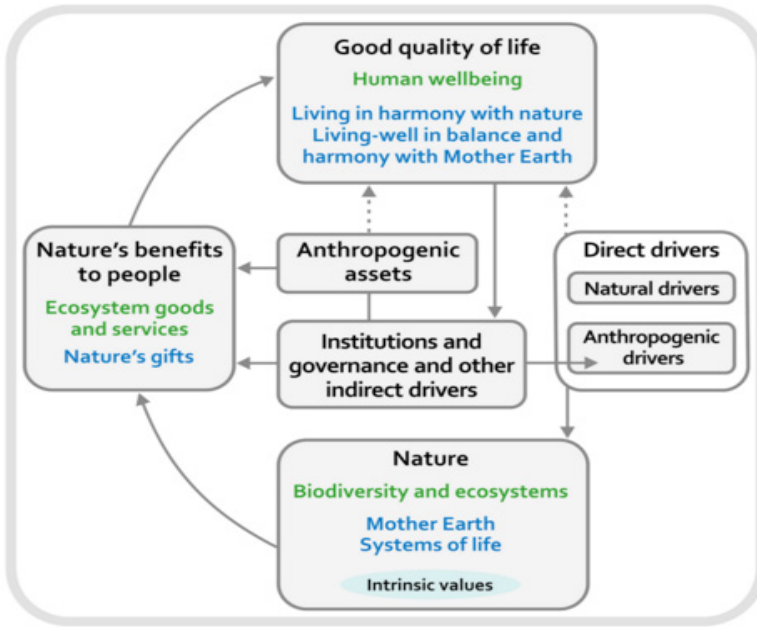 Good quality of life
Human wellbeing
Living in harmony with nature
Living-well in balance and
harmony with Mother Earth
Nature's benefits
to people
Ecosystem goods
and services
Nature's gifts
Anthropogenic
assets
Institutions and
governance and other
indirect drivers
Direct drivers
Natural drivers
Anthropogenic
drivers
Nature
Biodiversity and ecosystems
Mother Earth
Systems of life
Intrinsic values